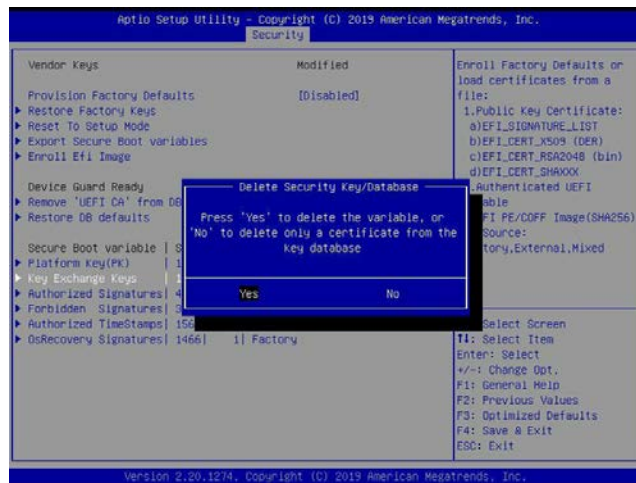 Aptio Setup Utility – Copyright (C) 2019 American Megatrends, Inc.
Security
Vendor Keys Modified
Provision Factory Defaults [Disabled]
Restore Factory Keys
Reset To Setup Mode
Export Secure Boot variables
Enroll Efi Image
Device Guard Ready
Remove 'UEFI CA' from DB
Restore DB defaults
Secure Boot variable | S
Platform Key(PK) | 1
Key Exchange Keys | 1
Authorized Signatures| 4
Forbidden Signatures| 3
Authorized TimeStamps| 156
OsRecovery Signatures| 1466| 1| Factory
Delete Security Key/Database
Press 'Yes' to delete the variable, or
'No' to delete only a certificate from the
key database
Yes No
Enroll Factory Defaults or
load certificates from a
file:
1.Public Key Certificate:
a)EFI_SIGNATURE_LIST
b)EFI_CERT_X509 (DER)
c)EFI_CERT_RSA2048 (bin)
d)EFI_CERT_SHAXXX
.Authenticated UEFI
able
FI PE/COFF Image(SHA256)
Source:
tory,External,Mixed
Select Screen
↑↓: Select Item
Enter: Select
+/-: Change Opt.
F1: General Help
F2: Previous Values
F3: Optimized Defaults
F4: Save & Exit
ESC: Exit
Version 2.20.1274. Copyright (C) 2019 American Megatrends, Inc.